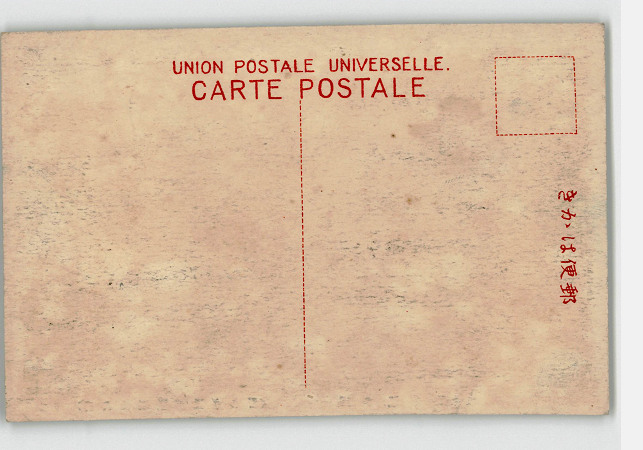 UNION POSTALE UNIVERSELLE.
CARTE POSTALE
きかは便郵